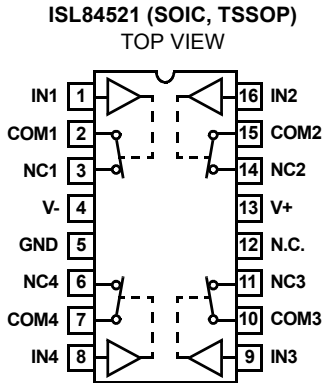 ISL84521 (SOIC, TSSOP)
TOP VIEW
IN1 1 16 IN2
COM1 2 15 COM2
NC1 3 14 NC2
V- 4 13 V+
GND 5 12 N.C.
NC4 6 11 NC3
COM4 7 10 COM3
IN4 8 9 IN3